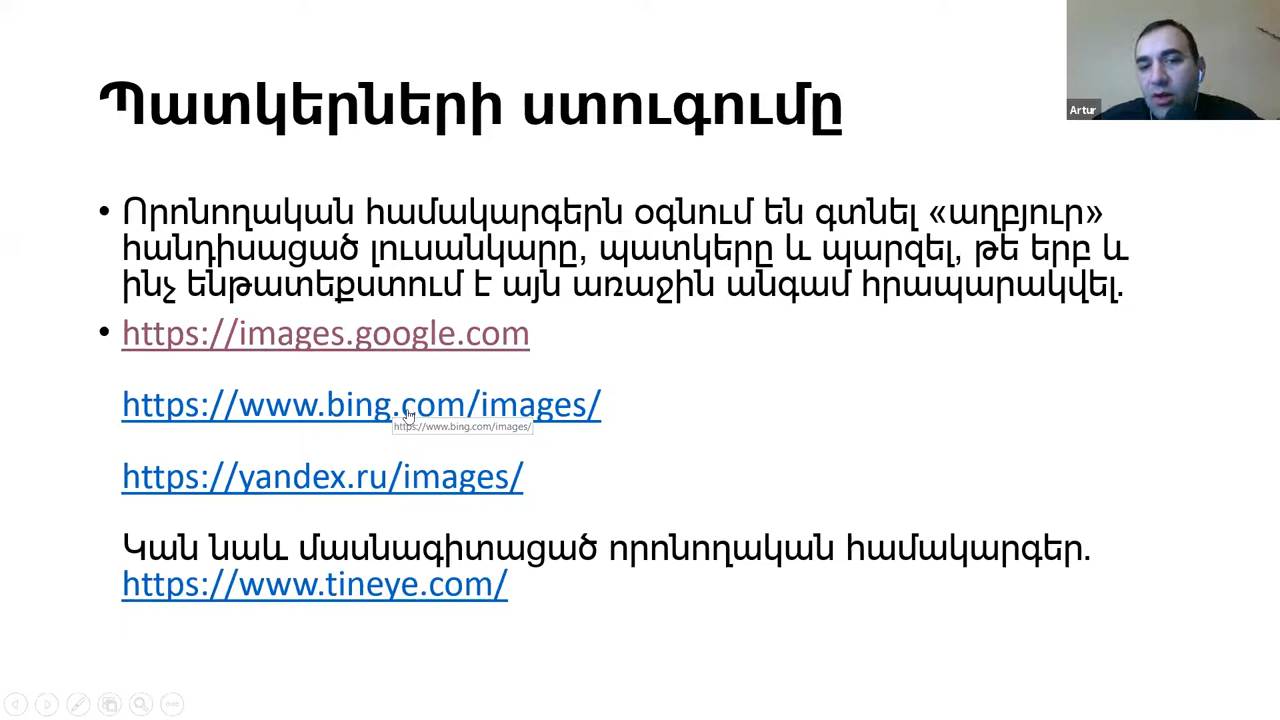 Պատկերների ստուգումը
Artur
• Որոնողական համակարգերն օգնում են գտնել «աղբյուր»
հանդիսացած լուսանկարը, պատկերը և պարզել, թե երբ և
ինչ ենթատեքստում է այն առաջին անգամ հրապարակվել.
• https://images.google.com
https://www.bing.com/images/
https://www.bing.com/images/
https://yandex.ru/images/
Կան նաև մասնագիտացած որոնողական համակարգեր.
https://www.tineye.com/